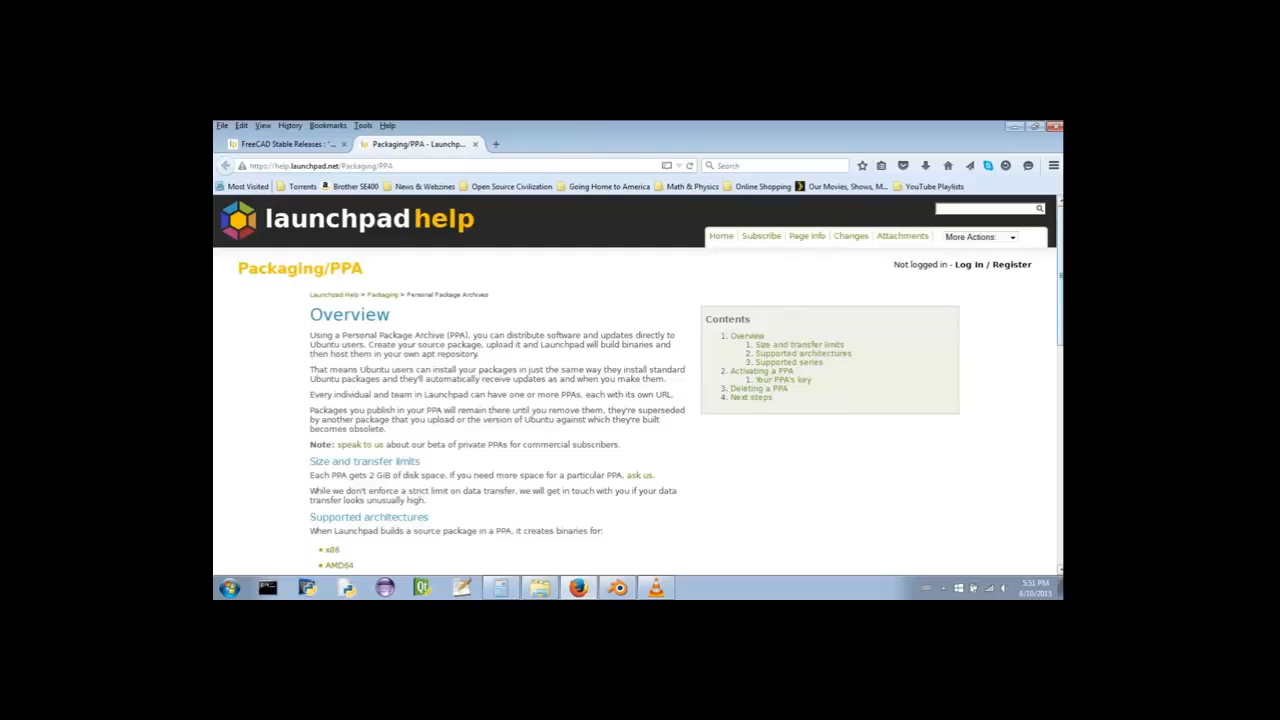 File Edit View History Bookmarks Tools Help
FreeCAD Stable Releases : "... Packaging/PPA - Launchp...
https://help.launchpad.net/Packaging/PPA Search
Most Visited Torrents Brother SE400 News & Webzines Open Source Civilization Going Home to America Math & Physics Online Shopping Our Movies, Shows, M... YouTube Playlists
launchpad help
Home Subscribe Page Info Changes Attachments More Actions:
Packaging/PPA
Not logged in - Log In / Register
Launchpad Help > Packaging > Personal Package Archives
Overview
Using a Personal Package Archive (PPA), you can distribute software and updates directly to
Ubuntu users. Create your source package, upload it and Launchpad will build binaries and
then host them in your own apt repository.
That means Ubuntu users can install your packages in just the same way they install standard
Ubuntu packages and they'll automatically receive updates as and when you make them.
Every individual and team in Launchpad can have one or more PPAs, each with its own URL.
Packages you publish in your PPA will remain there until you remove them, they're superseded
by another package that you upload or the version of Ubuntu against which they're built
becomes obsolete.
Note: speak to us about our beta of private PPAs for commercial subscribers.
Size and transfer limits
Each PPA gets 2 GiB of disk space. If you need more space for a particular PPA, ask us.
While we don't enforce a strict limit on data transfer, we will get in touch with you if your data
transfer looks unusually high.
Supported architectures
When Launchpad builds a source package in a PPA, it creates binaries for:
x86
AMD64
Contents
1. Overview
1. Size and transfer limits
2. Supported architectures
3. Supported series
2. Activating a PPA
1. Your PPA's key
3. Deleting a PPA
4. Next steps
5:51 PM
6/10/2015